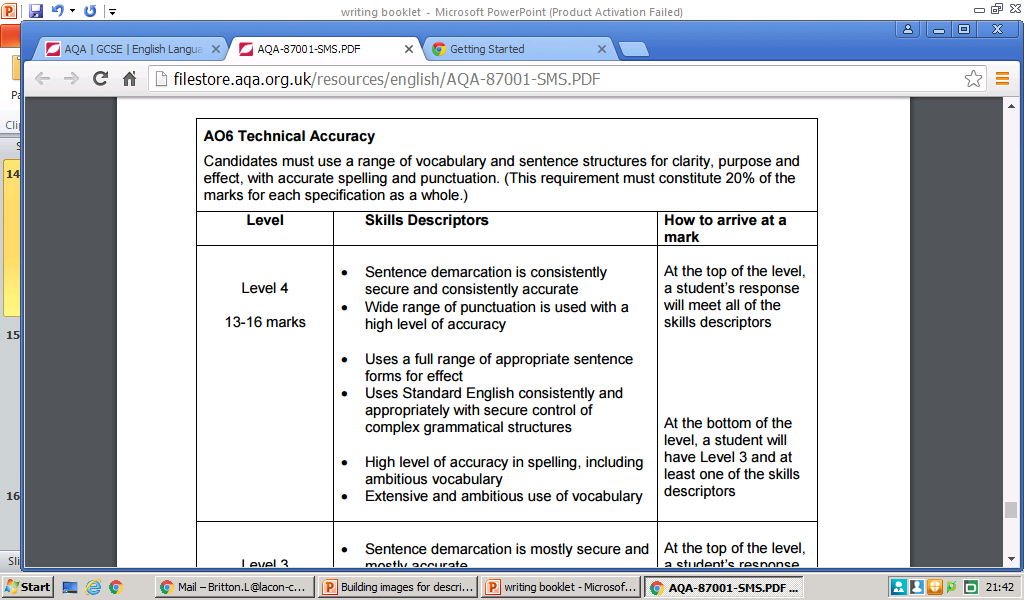 writing booklet - Microsoft PowerPoint (Product Activation Failed)
AQA | GCSE | English Langua
AQA-87001-SMS.PDF
Getting Started
filestore.aqa.org.uk/resources/english/AQA-87001-SMS.PDF
14
15
16
AO6 Technical Accuracy
Candidates must use a range of vocabulary and sentence structures for clarity, purpose and
effect, with accurate spelling and punctuation. (This requirement must constitute 20% of the
marks for each specification as a whole.)
Level
Skills Descriptors
How to arrive at a
mark
Level 4
13-16 marks
• Sentence demarcation is consistently
secure and consistently accurate
• Wide range of punctuation is used with a
high level of accuracy
• Uses a full range of appropriate sentence
forms for effect
• Uses Standard English consistently and
appropriately with secure control of
complex grammatical structures
• High level of accuracy in spelling, including
ambitious vocabulary
• Extensive and ambitious use of vocabulary
At the top of the level,
a student's response
will meet all of the
skills descriptors
At the bottom of the
level, a student will
have Level 3 and at
least one of the skills
descriptors
Level 3
• Sentence demarcation is mostly secure and
mostly accurate
At the top of the level,
a student's response
Start
Mail – Britton.L@lacon-c...
Building images for descri...
writing booklet - Microsof...
AQA-87001-SMS.PDF ...
21:42